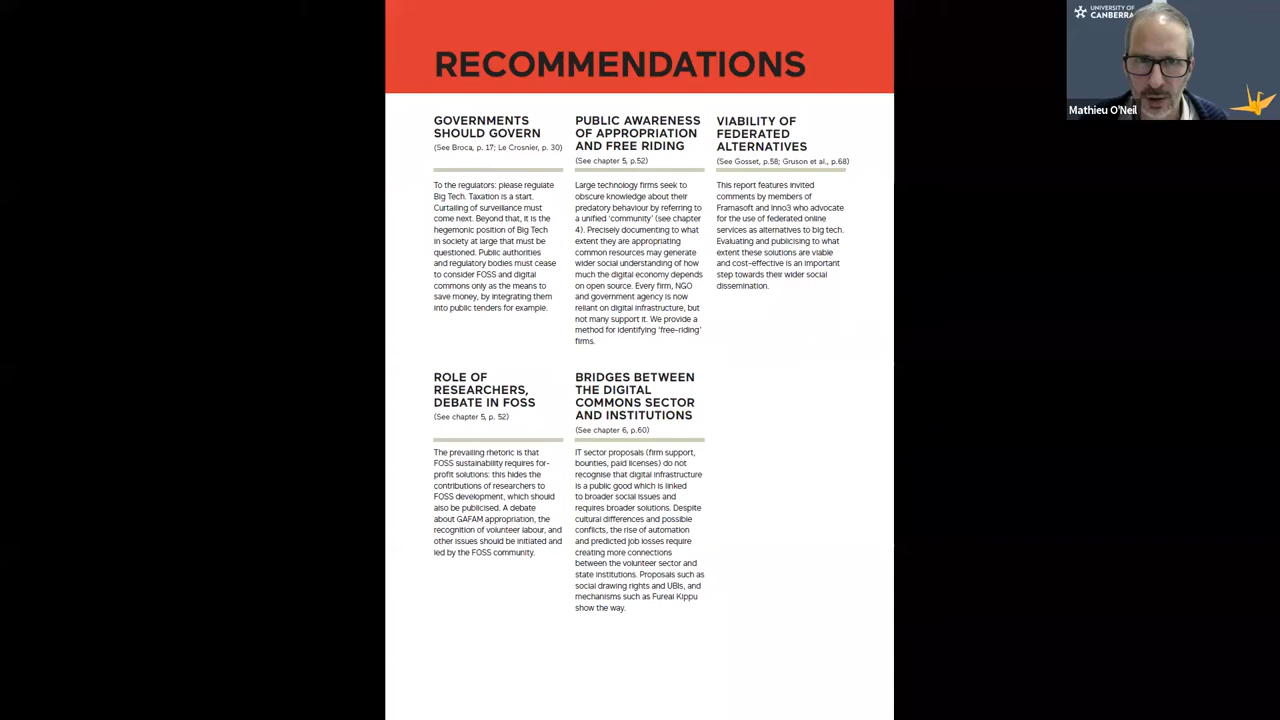 RECOMMENDATIONS
GOVERNMENTS
SHOULD GOVERN
(See Broca, p. 17; Le Crosnier, p. 30)
To the regulators: please regulate
Big Tech. Taxation is a start.
Curtailing of surveillance must
come next. Beyond that, it is the
hegemonic position of Big Tech
in society at large that must be
questioned. Public authorities
and regulatory bodies must cease
to consider FOSS and digital
commons only as the means to
save money, by integrating them
into public tenders for example.
PUBLIC AWARENESS
OF APPROPRIATION
AND FREE RIDING
(See chapter 5, p.52)
Large technology firms seek to
obscure knowledge about their
predatory behaviour by referring to
a unified ‘community’ (see chapter
4). Precisely documenting to what
extent they are appropriating
common resources may generate
wider social understanding of how
much the digital economy depends
on open source. Every firm, NGO
and government agency is now
reliant on digital infrastructure, but
not many support it. We provide a
method for identifying ‘free-riding’
firms.
VIABILITY OF
FEDERATED
ALTERNATIVES
(See Gosset, p.58; Gruson et al., p.68)
This report features invited
comments by members of
Framasoft and Inno3 who advocate
for the use of federated online
services as alternatives to big tech.
Evaluating and publicising to what
extent these solutions are viable
and cost-effective is an important
step towards their wider social
dissemination.
ROLE OF
RESEARCHERS,
DEBATE IN FOSS
(See chapter 5, p. 52)
The prevailing rhetoric is that
FOSS sustainability requires for-
profit solutions: this hides the
contributions of researchers to
FOSS development, which should
also be publicised. A debate
about GAFAM appropriation, the
recognition of volunteer labour, and
other issues should be initiated and
led by the FOSS community.
BRIDGES BETWEEN
THE DIGITAL
COMMONS SECTOR
AND INSTITUTIONS
(See chapter 6, p.60)
IT sector proposals (firm support,
bounties, paid licenses) do not
recognise that digital infrastructure
is a public good which is linked
to broader social issues and
requires broader solutions. Despite
cultural differences and possible
conflicts, the rise of automation
and predicted job losses require
creating more connections
between the volunteer sector and
state institutions. Proposals such as
social drawing rights and UBIs, and
mechanisms such as Fureai Kippu
show the way.
UNIVERSITY OF
CANBERRA
Mathieu O'Neil